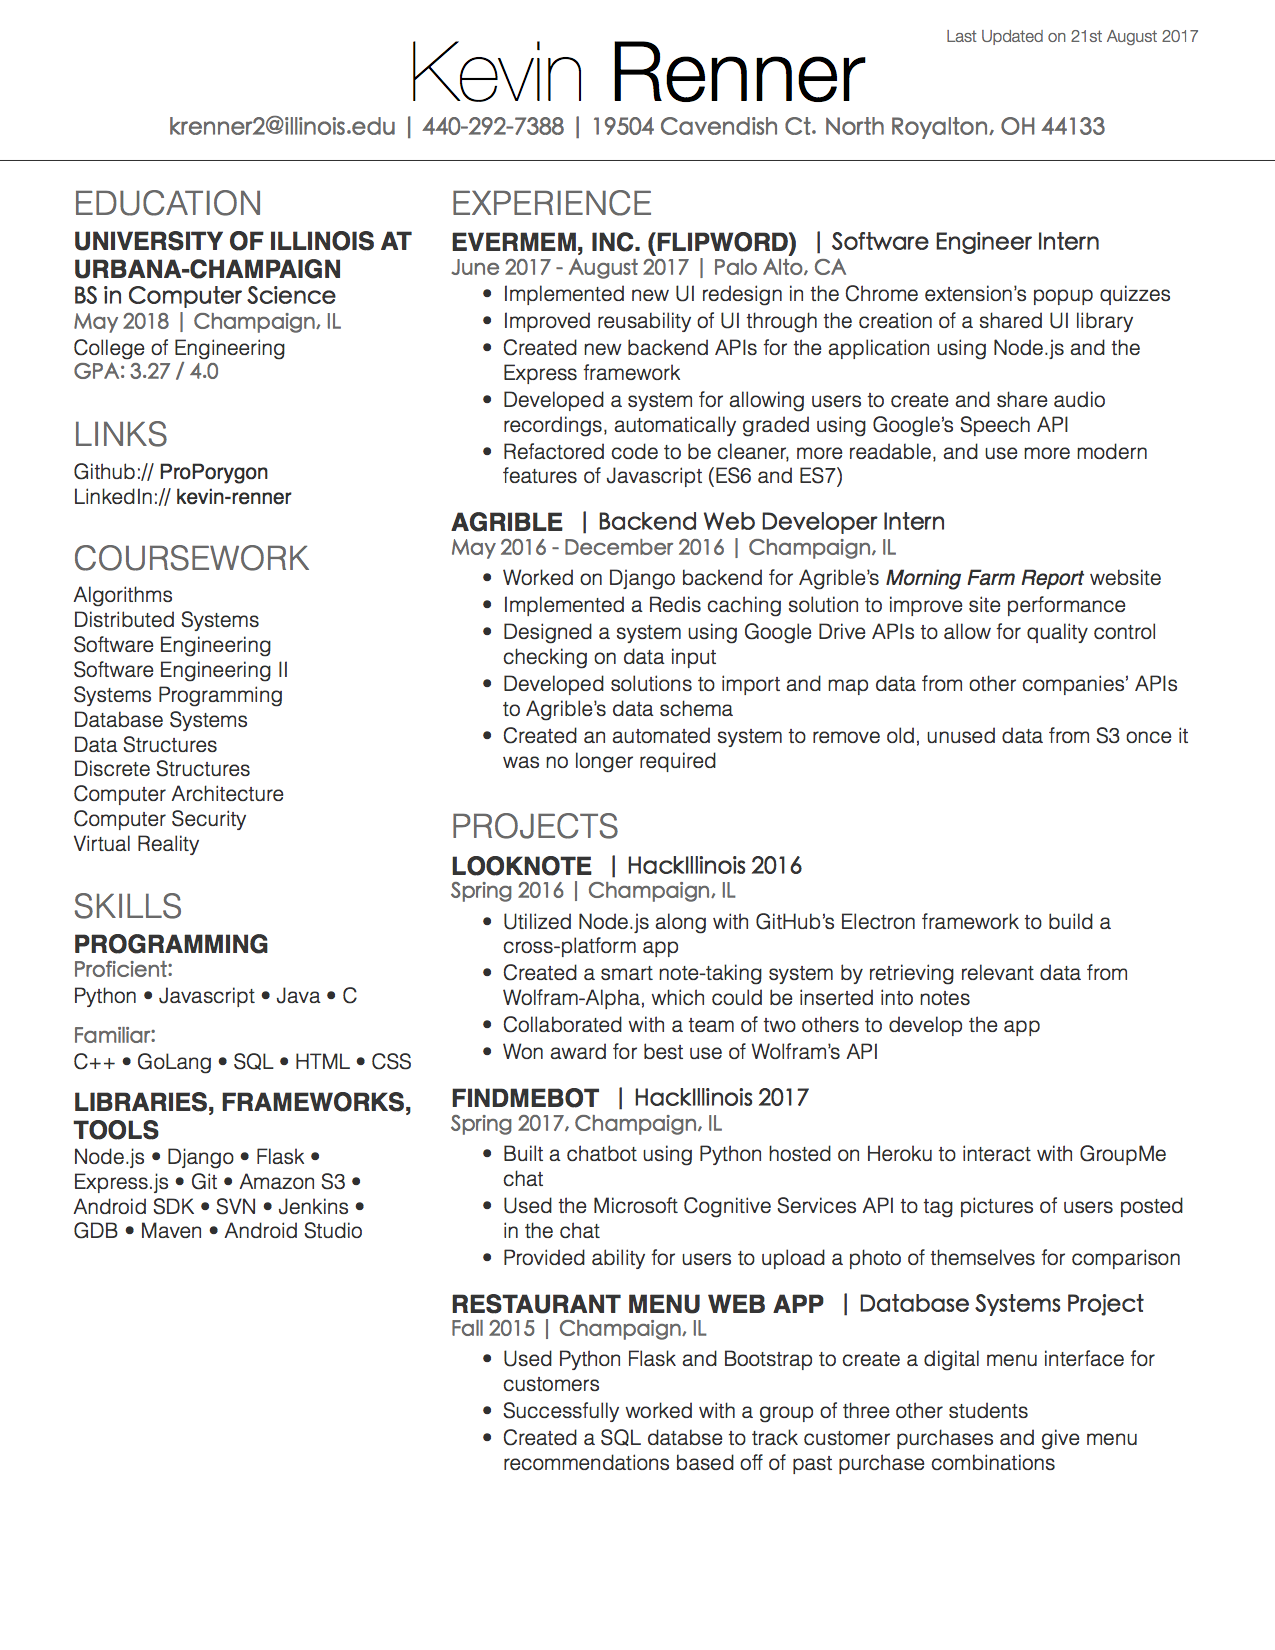 Last Updated on 21st August 2017
Kevin Renner
krenner2@illinois.edu | 440-292-7388 | 19504 Cavendish Ct. North Royalton, OH 44133
EDUCATION
UNIVERSITY OF ILLINOIS AT
URBANA-CHAMPAIGN
BS in Computer Science
May 2018 | Champaign, IL
College of Engineering
GPA: 3.27 / 4.0
LINKS
Github:// ProPorygon
LinkedIn:// kevin-renner
COURSEWORK
Algorithms
Distributed Systems
Software Engineering
Software Engineering II
Systems Programming
Database Systems
Data Structures
Discrete Structures
Computer Architecture
Computer Security
Virtual Reality
SKILLS
PROGRAMMING
Proficient:
Python • Javascript • Java • C
Familiar:
C++ • GoLang • SQL • HTML • CSS
LIBRARIES, FRAMEWORKS,
TOOLS
Node.js • Django • Flask •
Express.js • Git • Amazon S3 •
Android SDK • SVN • Jenkins •
GDB • Maven • Android Studio
EXPERIENCE
EVERMEM, INC. (FLIPWORD) | Software Engineer Intern
June 2017 - August 2017 | Palo Alto, CA
• Implemented new UI redesign in the Chrome extension's popup quizzes
• Improved reusability of UI through the creation of a shared UI library
• Created new backend APIs for the application using Node.js and the
Express framework
• Developed a system for allowing users to create and share audio
recordings, automatically graded using Google's Speech API
• Refactored code to be cleaner, more readable, and use more modern
features of Javascript (ES6 and ES7)
AGRIBLE | Backend Web Developer Intern
May 2016 - December 2016 | Champaign, IL
• Worked on Django backend for Agrible's Morning Farm Report website
• Implemented a Redis caching solution to improve site performance
• Designed a system using Google Drive APIs to allow for quality control
checking on data input
• Developed solutions to import and map data from other companies' APIs
to Agrible's data schema
• Created an automated system to remove old, unused data from S3 once it
was no longer required
PROJECTS
LOOKNOTE | HackIllinois 2016
Spring 2016 | Champaign, IL
• Utilized Node.js along with GitHub's Electron framework to build a
cross-platform app
• Created a smart note-taking system by retrieving relevant data from
Wolfram-Alpha, which could be inserted into notes
• Collaborated with a team of two others to develop the app
• Won award for best use of Wolfram's API
FINDMEBOT | HackIllinois 2017
Spring 2017, Champaign, IL
• Built a chatbot using Python hosted on Heroku to interact with GroupMe
chat
• Used the Microsoft Cognitive Services API to tag pictures of users posted
in the chat
• Provided ability for users to upload a photo of themselves for comparison
RESTAURANT MENU WEB APP | Database Systems Project
Fall 2015 | Champaign, IL
• Used Python Flask and Bootstrap to create a digital menu interface for
customers
• Successfully worked with a group of three other students
• Created a SQL databse to track customer purchases and give menu
recommendations based off of past purchase combinations